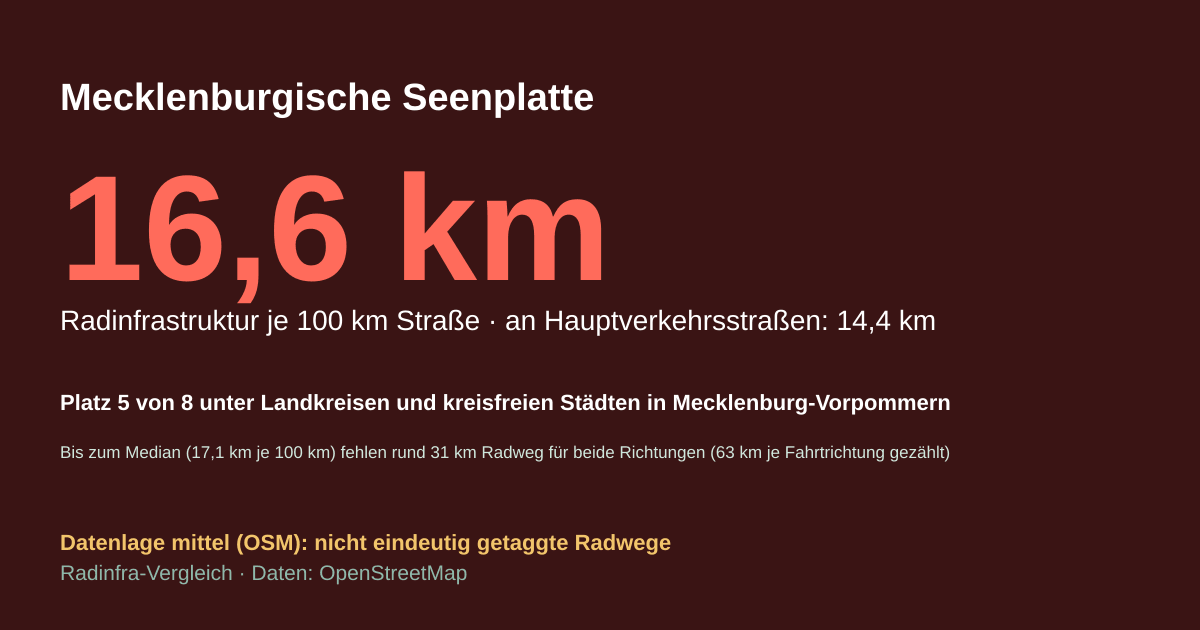 Mecklenburgische Seenplatte
16,6 km
Radinfrastruktur je 100 km Straße · an Hauptverkehrsstraßen: 14,4 km
Platz 5 von 8 unter Landkreisen und kreisfreien Städten in Mecklenburg-Vorpommern
Bis zum Median (17,1 km je 100 km) fehlen rund 31 km Radweg für beide Richtungen (63 km je Fahrtrichtung gezählt)
Datenlage mittel (OSM): nicht eindeutig getaggte Radwege
Radinfra-Vergleich · Daten: OpenStreetMap